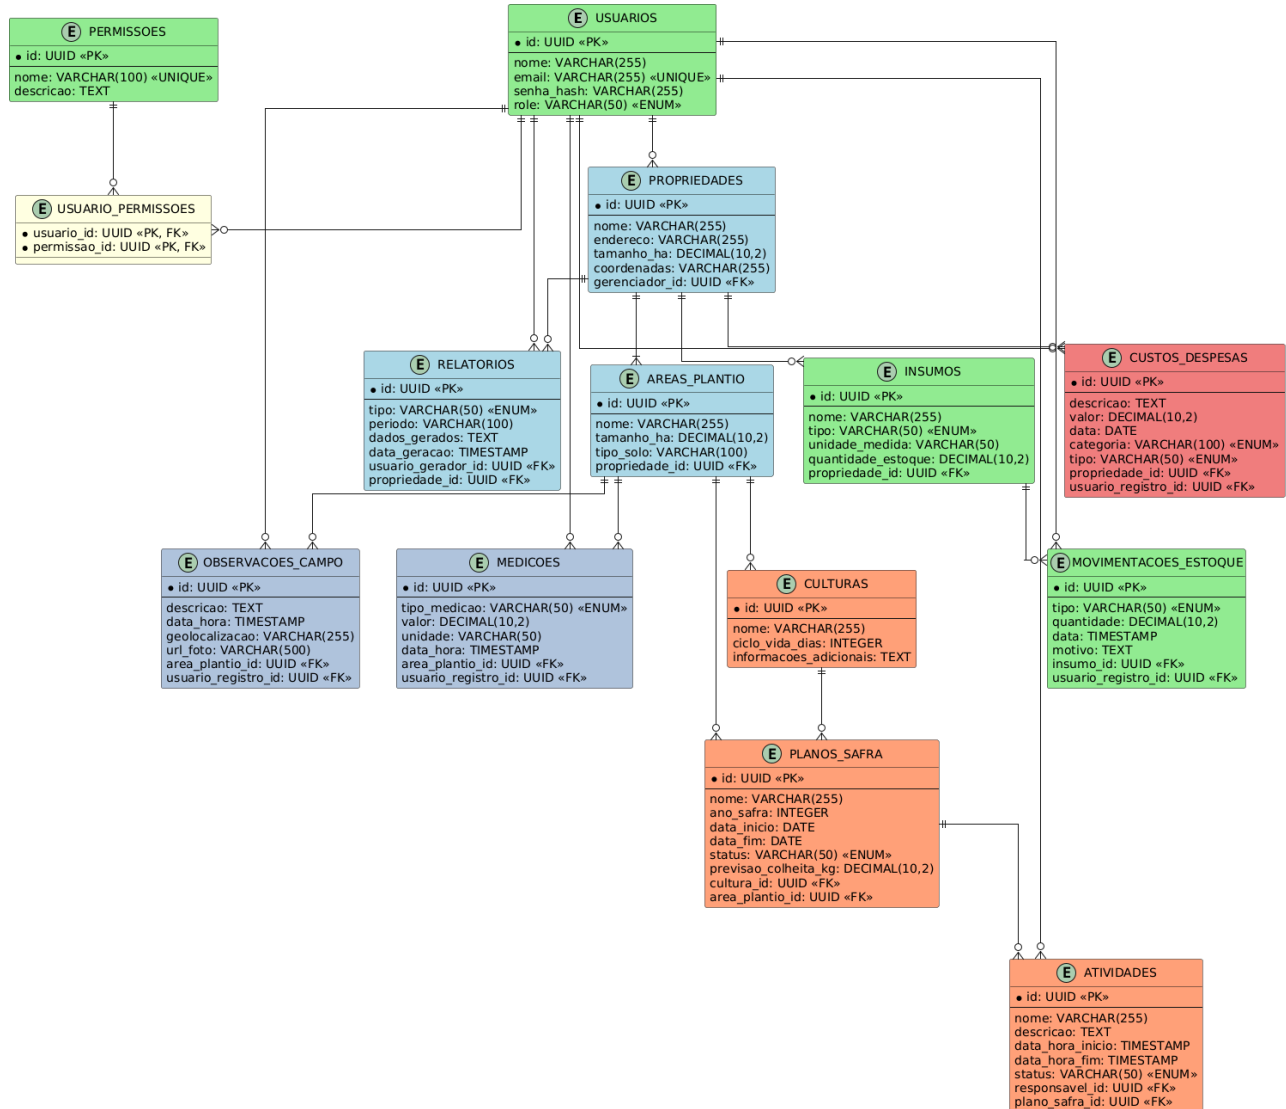 E PERMISSOES
* id: UUID «PK»
nome: VARCHAR(100) «UNIQUE»
descricao: TEXT
E USUARIOS
* id: UUID «PK»
nome: VARCHAR(255)
email: VARCHAR(255) «UNIQUE»
senha_hash: VARCHAR(255)
role: VARCHAR(50) «ENUM»
E USUARIO_PERMISSOES
* usuario_id: UUID «PK, FK»
* permissao_id: UUID «PK, FK»
E PROPRIEDADES
* id: UUID «PK»
nome: VARCHAR(255)
endereco: VARCHAR(255)
tamanho_ha: DECIMAL(10,2)
coordenadas: VARCHAR(255)
gerenciador_id: UUID «FK»
E RELATORIOS
* id: UUID «PK»
tipo: VARCHAR(50) «ENUM»
periodo: VARCHAR(100)
dados_gerados: TEXT
data_geracao: TIMESTAMP
usuario_gerador_id: UUID «FK»
propriedade_id: UUID «FK»
E AREAS_PLANTIO
* id: UUID «PK»
nome: VARCHAR(255)
tamanho_ha: DECIMAL(10,2)
tipo_solo: VARCHAR(100)
propriedade_id: UUID «FK»
E INSUMOS
* id: UUID «PK»
nome: VARCHAR(255)
tipo: VARCHAR(50) «ENUM»
unidade_medida: VARCHAR(50)
quantidade_estoque: DECIMAL(10,2)
propriedade_id: UUID «FK»
E CUSTOS_DESPESAS
* id: UUID «PK»
descricao: TEXT
valor: DECIMAL(10,2)
data: DATE
categoria: VARCHAR(100) «ENUM»
tipo: VARCHAR(50) «ENUM»
propriedade_id: UUID «FK»
usuario_registro_id: UUID «FK»
E OBSERVACOES_CAMPO
* id: UUID «PK»
descricao: TEXT
data_hora: TIMESTAMP
geolocalizacao: VARCHAR(255)
url_foto: VARCHAR(500)
area_plantio_id: UUID «FK»
usuario_registro_id: UUID «FK»
E MEDICOES
* id: UUID «PK»
tipo_medicao: VARCHAR(50) «ENUM»
valor: DECIMAL(10,2)
unidade: VARCHAR(50)
data_hora: TIMESTAMP
area_plantio_id: UUID «FK»
usuario_registro_id: UUID «FK»
E CULTURAS
* id: UUID «PK»
nome: VARCHAR(255)
ciclo_vida_dias: INTEGER
informacoes_adicionais: TEXT
E MOVIMENTACOES_ESTOQUE
* id: UUID «PK»
tipo: VARCHAR(50) «ENUM»
quantidade: DECIMAL(10,2)
data: TIMESTAMP
motivo: TEXT
insumo_id: UUID «FK»
usuario_registro_id: UUID «FK»
E PLANOS_SAFRA
* id: UUID «PK»
nome: VARCHAR(255)
ano_safra: INTEGER
data_inicio: DATE
data_fim: DATE
status: VARCHAR(50) «ENUM»
previsao_colheita_kg: DECIMAL(10,2)
cultura_id: UUID «FK»
area_plantio_id: UUID «FK»
E ATIVIDADES
* id: UUID «PK»
nome: VARCHAR(255)
descricao: TEXT
data_hora_inicio: TIMESTAMP
data_hora_fim: TIMESTAMP
status: VARCHAR(50) «ENUM»
responsavel_id: UUID «FK»
plano_safra_id: UUID «FK»